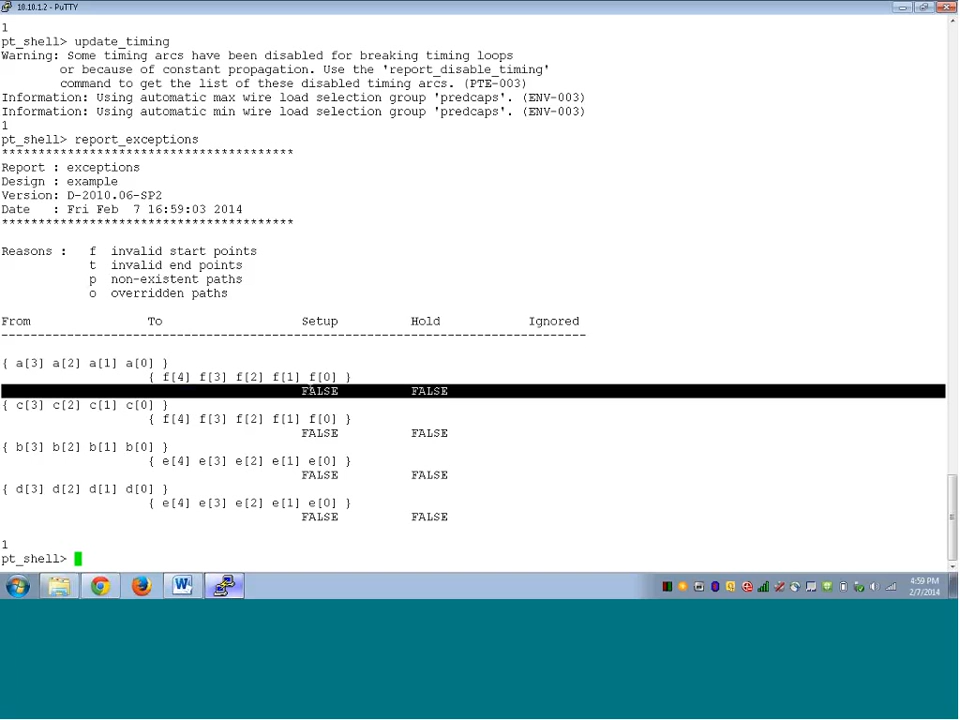 10.10.1.2 - PuTTY
1
pt_shell> update_timing
Warning: Some timing arcs have been disabled for breaking timing loops
or because of constant propagation. Use the 'report_disable_timing'
command to get the list of these disabled timing arcs. (PTE-003)
Information: Using automatic max wire load selection group 'predcaps'. (ENV-003)
Information: Using automatic min wire load selection group 'predcaps'. (ENV-003)
1
pt_shell> report_exceptions
****************************************
Report : exceptions
Design : example
Version: D-2010.06-SP2
Date   : Fri Feb  7 16:59:03 2014
****************************************
Reasons :   f  invalid start points
t  invalid end points
p  non-existent paths
o  overridden paths
From                To                   Setup          Hold            Ignored
--------------------------------------------------------------------------------
{ a[3] a[2] a[1] a[0] }
{ f[4] f[3] f[2] f[1] f[0] }
FALSE          FALSE
{ c[3] c[2] c[1] c[0] }
{ f[4] f[3] f[2] f[1] f[0] }
FALSE          FALSE
{ b[3] b[2] b[1] b[0] }
{ e[4] e[3] e[2] e[1] e[0] }
FALSE          FALSE
{ d[3] d[2] d[1] d[0] }
{ e[4] e[3] e[2] e[1] e[0] }
FALSE          FALSE
1
pt_shell>
W
4:59 PM
2/7/2014